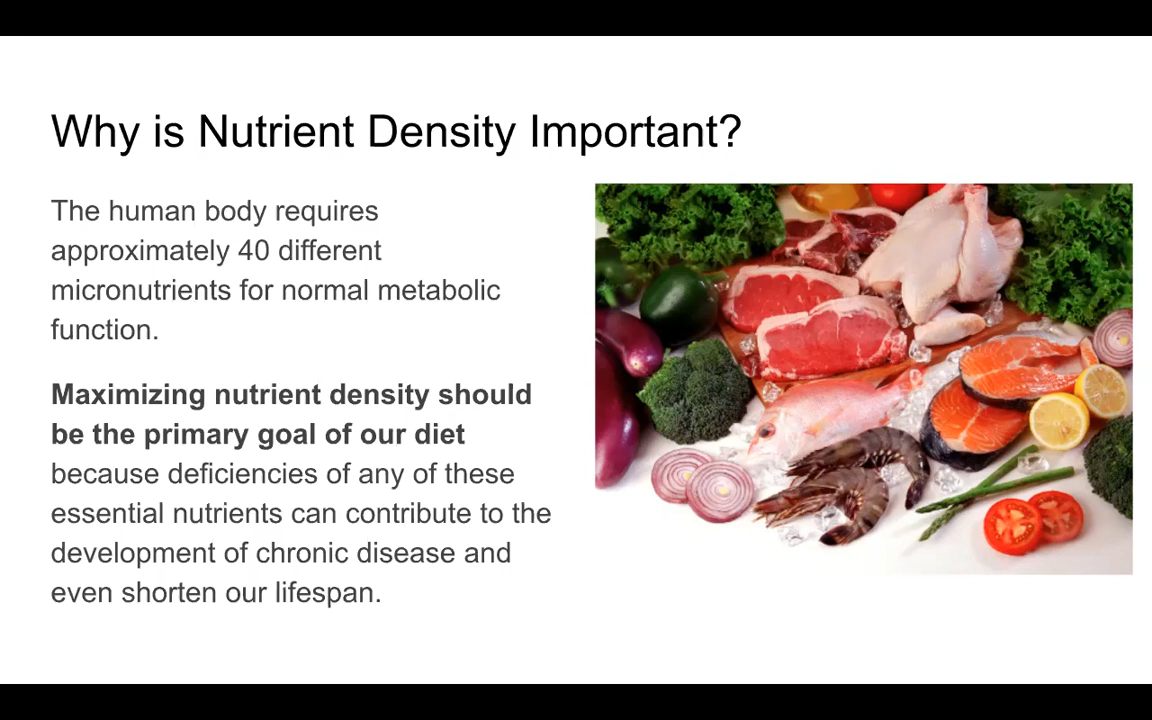 Why is Nutrient Density Important?
The human body requires
approximately 40 different
micronutrients for normal metabolic
function.
Maximizing nutrient density should
be the primary goal of our diet
because deficiencies of any of these
essential nutrients can contribute to the
development of chronic disease and
even shorten our lifespan.